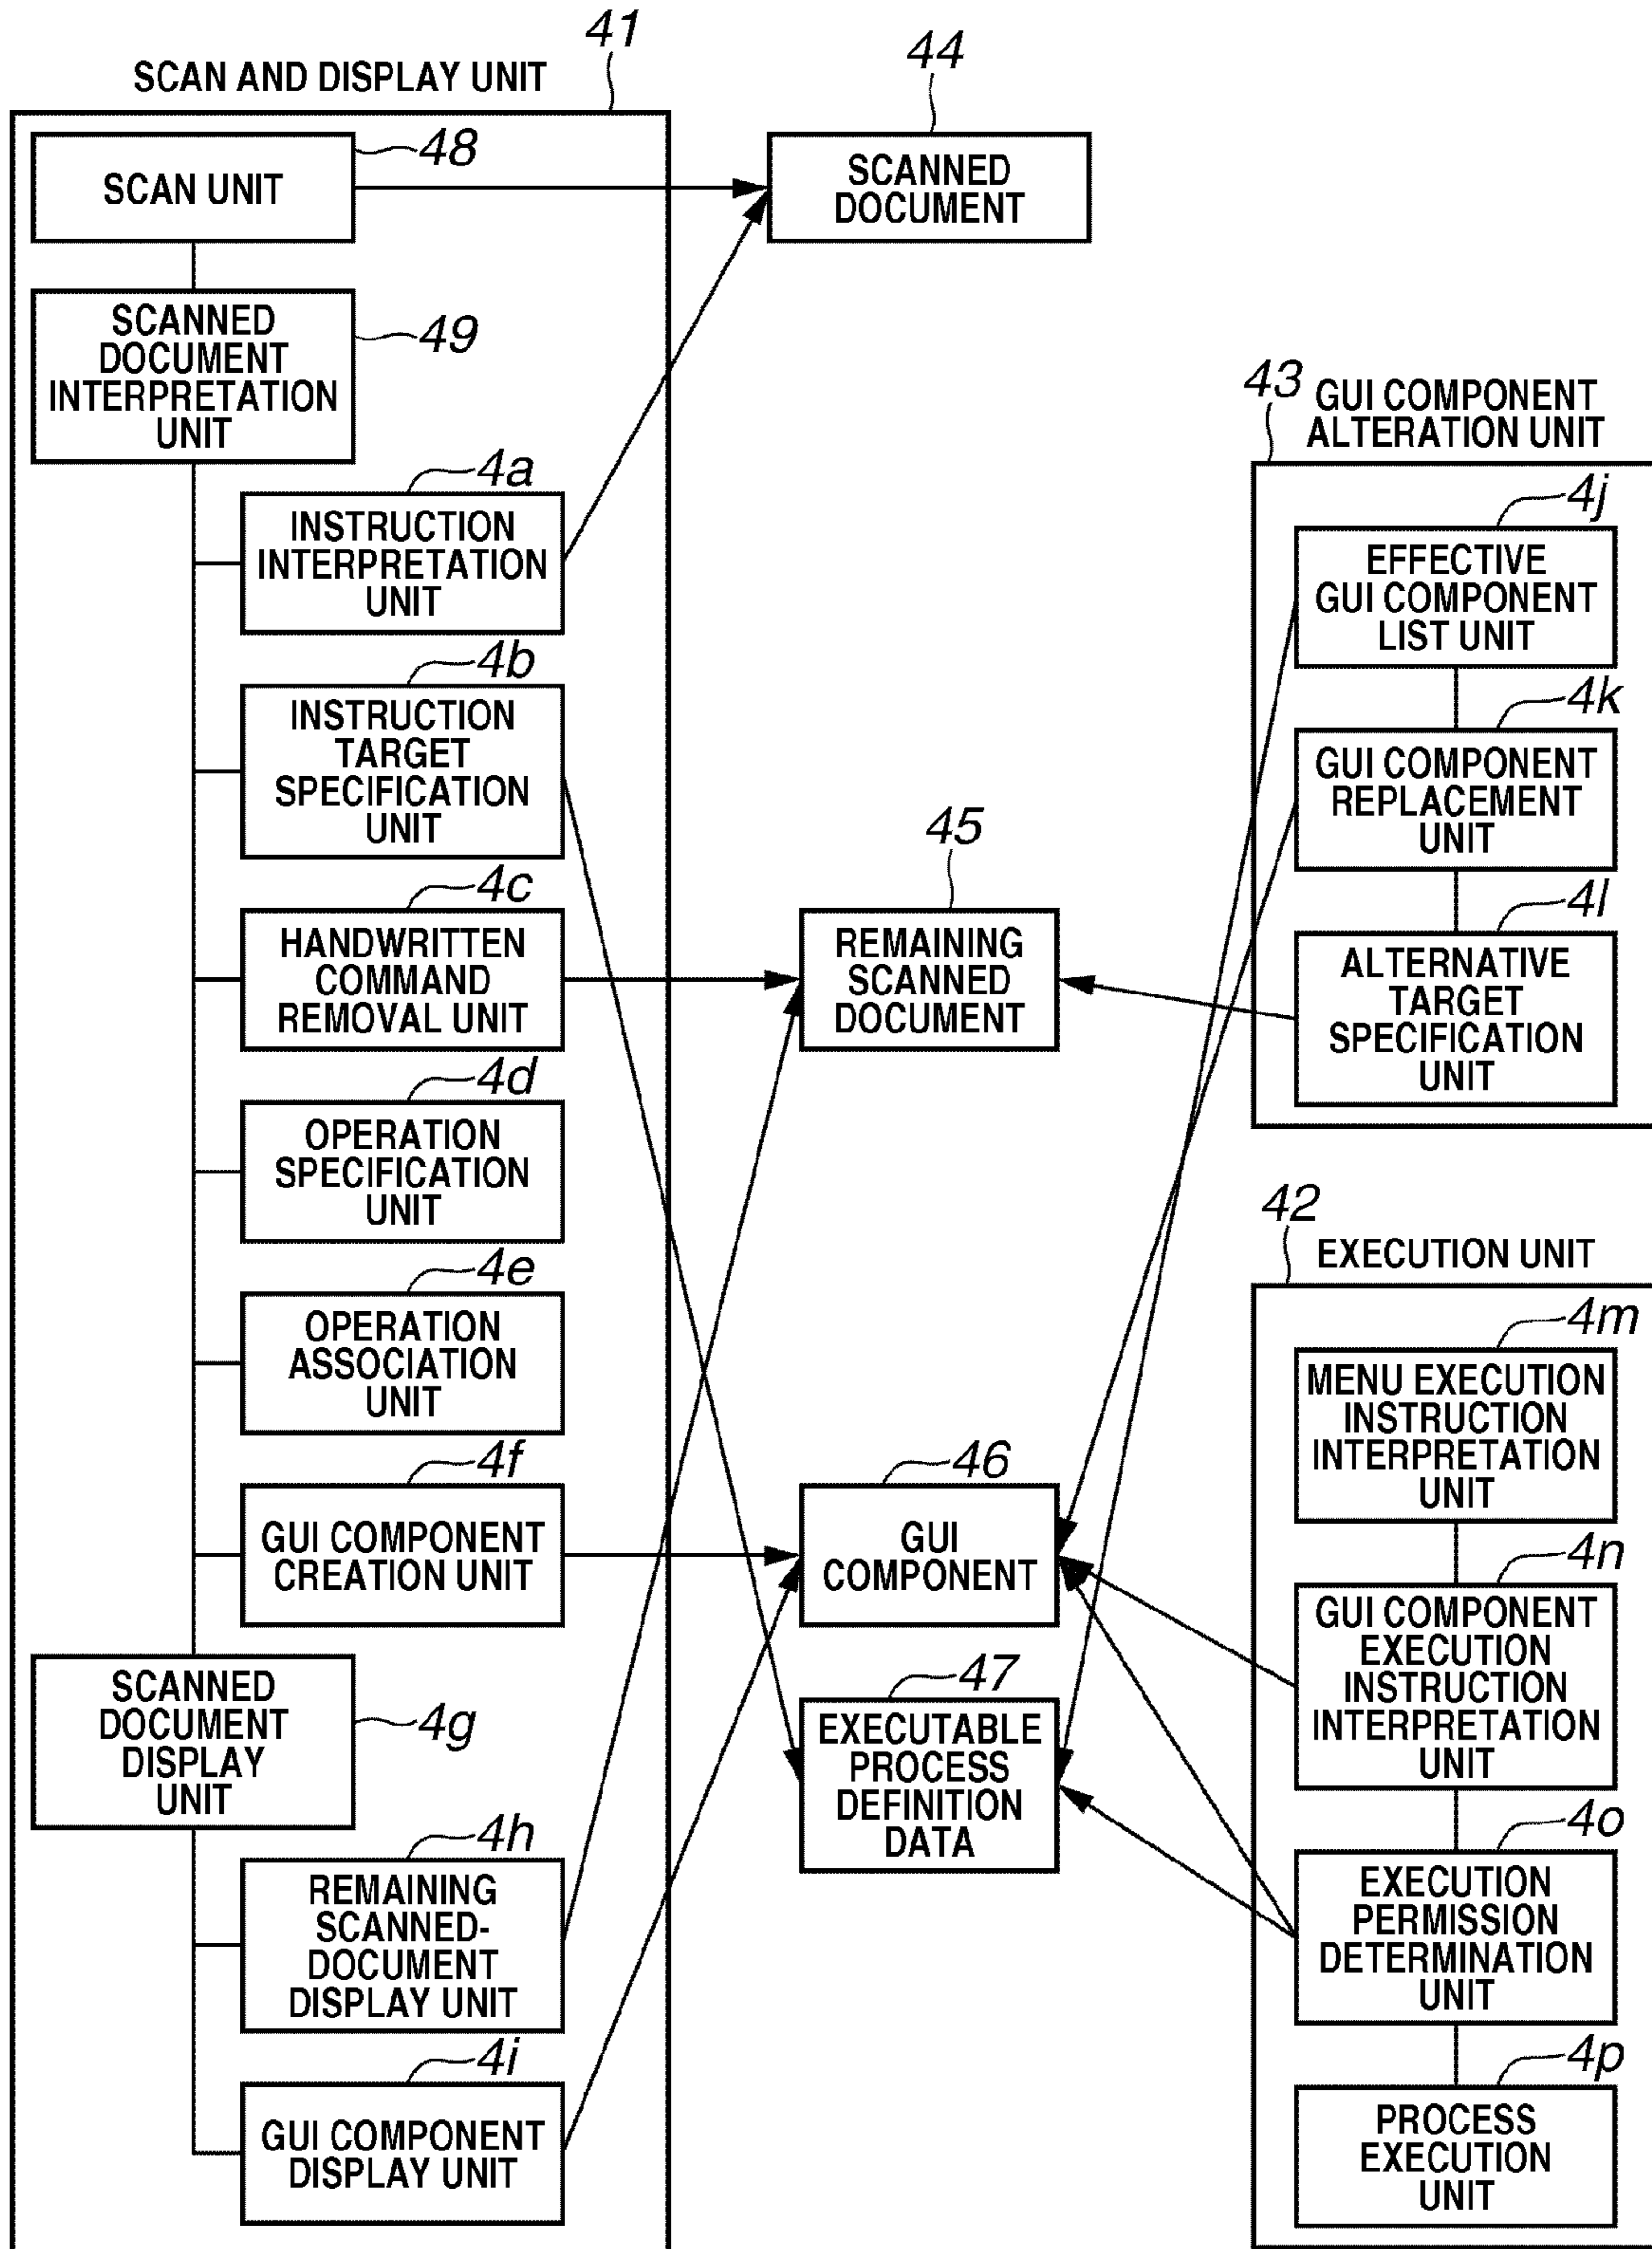 41
SCAN AND DISPLAY UNIT
48
SCAN UNIT
49
SCANNED
DOCUMENT
INTERPRETATION
UNIT
4a
INSTRUCTION
INTERPRETATION
UNIT
4b
INSTRUCTION
TARGET
SPECIFICATION
UNIT
4c
HANDWRITTEN
COMMAND
REMOVAL UNIT
4d
OPERATION
SPECIFICATION
UNIT
4e
OPERATION
ASSOCIATION
UNIT
4f
GUI COMPONENT
CREATION UNIT
4g
SCANNED
DOCUMENT
DISPLAY
UNIT
4h
REMAINING
SCANNED-
DOCUMENT
DISPLAY UNIT
4i
GUI COMPONENT
DISPLAY UNIT
44
SCANNED
DOCUMENT
45
REMAINING
SCANNED
DOCUMENT
46
GUI
COMPONENT
47
EXECUTABLE
PROCESS
DEFINITION
DATA
43
GUI COMPONENT
ALTERATION UNIT
4j
EFFECTIVE
GUI COMPONENT
LIST UNIT
4k
GUI COMPONENT
REPLACEMENT
UNIT
4l
ALTERNATIVE
TARGET
SPECIFICATION
UNIT
42
EXECUTION UNIT
4m
MENU EXECUTION
INSTRUCTION
INTERPRETATION
UNIT
4n
GUI COMPONENT
EXECUTION
INSTRUCTION
INTERPRETATION
UNIT
4o
EXECUTION
PERMISSION
DETERMINATION
UNIT
4p
PROCESS
EXECUTION
UNIT